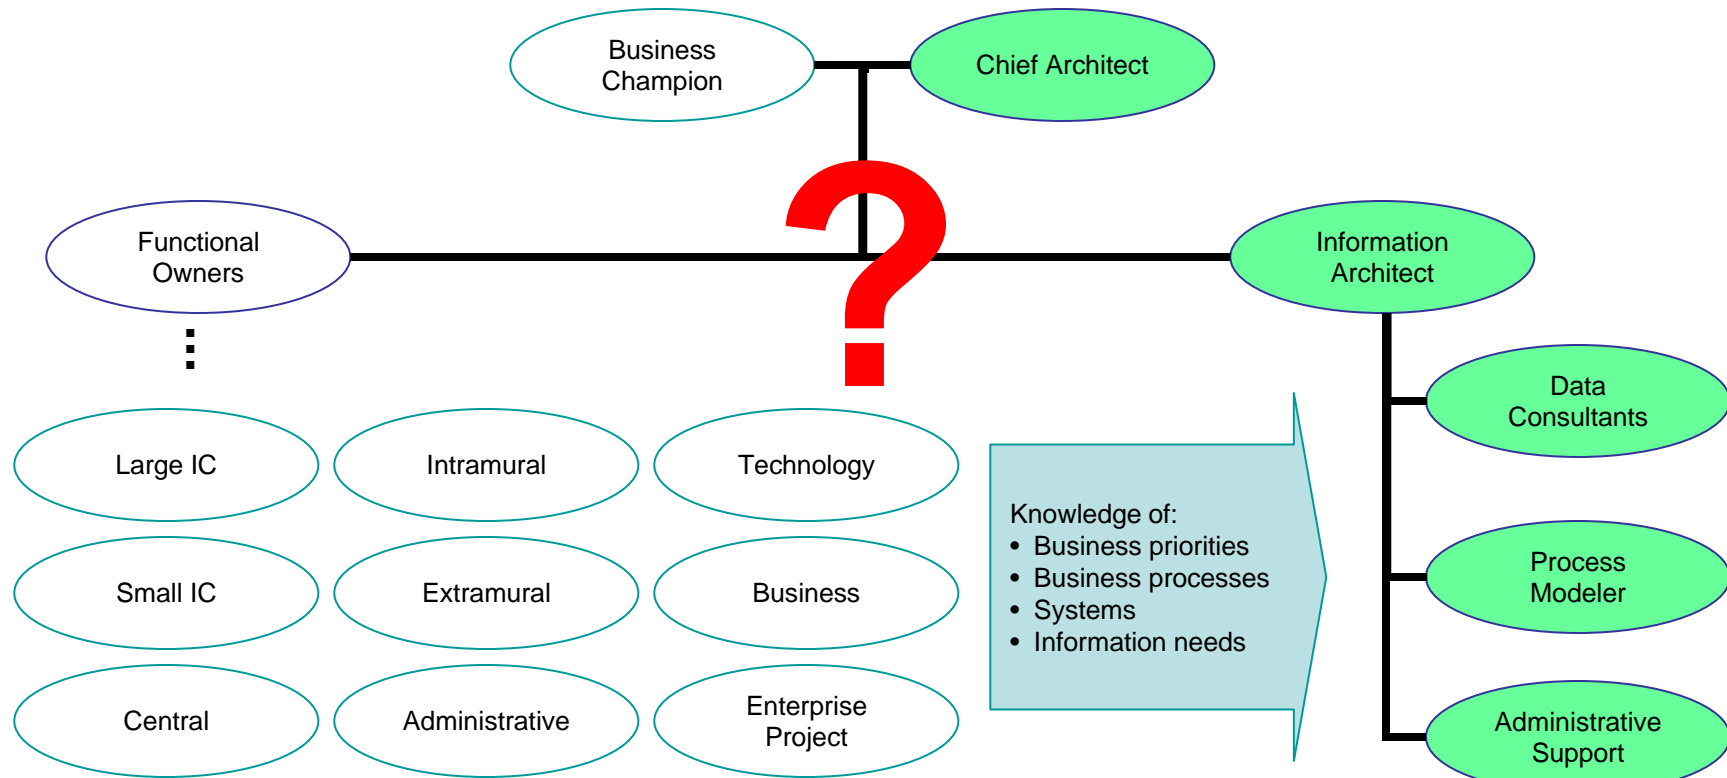 Business
Champion
Chief Architect
?
Functional
Owners
Information
Architect
Data
Consultants
Large IC
Intramural
Technology
Knowledge of:
• Business priorities
• Business processes
• Systems
• Information needs
Small IC
Extramural
Business
Process
Modeler
Central
Administrative
Enterprise
Project
Administrative
Support